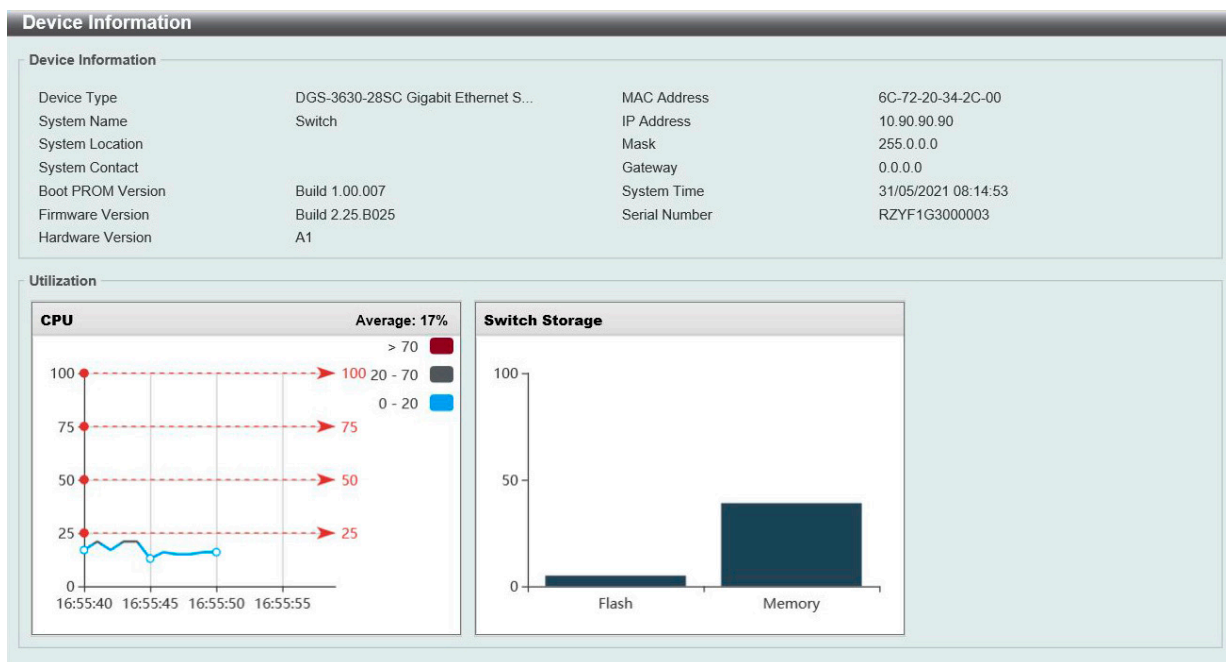 Device Information
Device Information
Device Type DGS-3630-28SC Gigabit Ethernet S... MAC Address 6C-72-20-34-2C-00
System Name Switch IP Address 10.90.90.90
System Location Mask 255.0.0.0
System Contact Gateway 0.0.0.0
Boot PROM Version Build 1.00.007 System Time 31/05/2021 08:14:53
Firmware Version Build 2.25.B025 Serial Number RZYF1G3000003
Hardware Version A1
Utilization
CPU Average: 17%
> 70
100 100 20 - 70
0 - 20
75 75
50 50
25 25
0
16:55:40 16:55:45 16:55:50 16:55:55
Switch Storage
100
50
0
Flash Memory